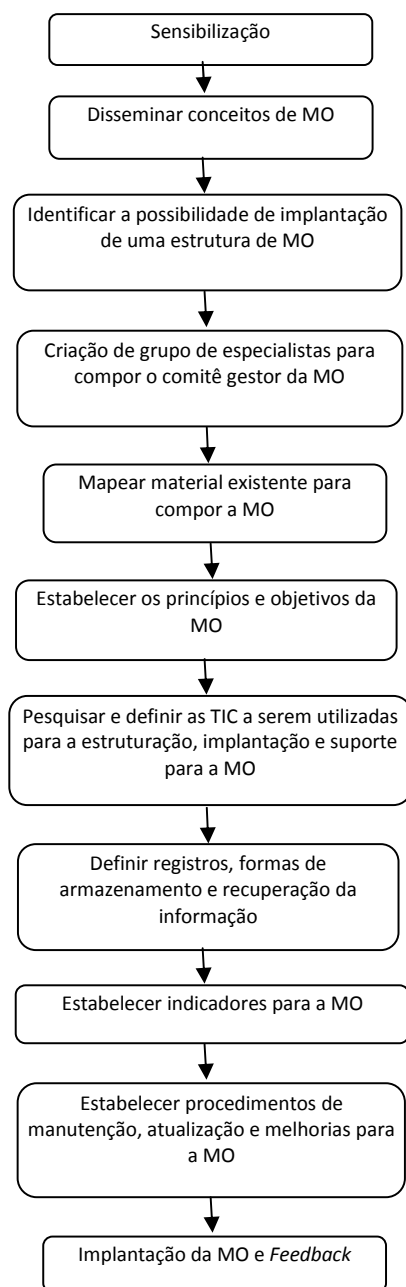 Sensibilização
Disseminar conceitos de MO
Identificar a possibilidade de implantação
de uma estrutura de MO
Criação de grupo de especialistas para
compor o comitê gestor da MO
Mapear material existente para
compor a MO
Estabelecer os princípios e objetivos da
MO
Pesquisar e definir as TIC a serem utilizadas
para a estruturação, implantação e suporte
para a MO
Definir registros, formas de
armazenamento e recuperação da
informação
Estabelecer indicadores para a MO
Estabelecer procedimentos de
manutenção, atualização e melhorias para
a MO
Implantação da MO e Feedback